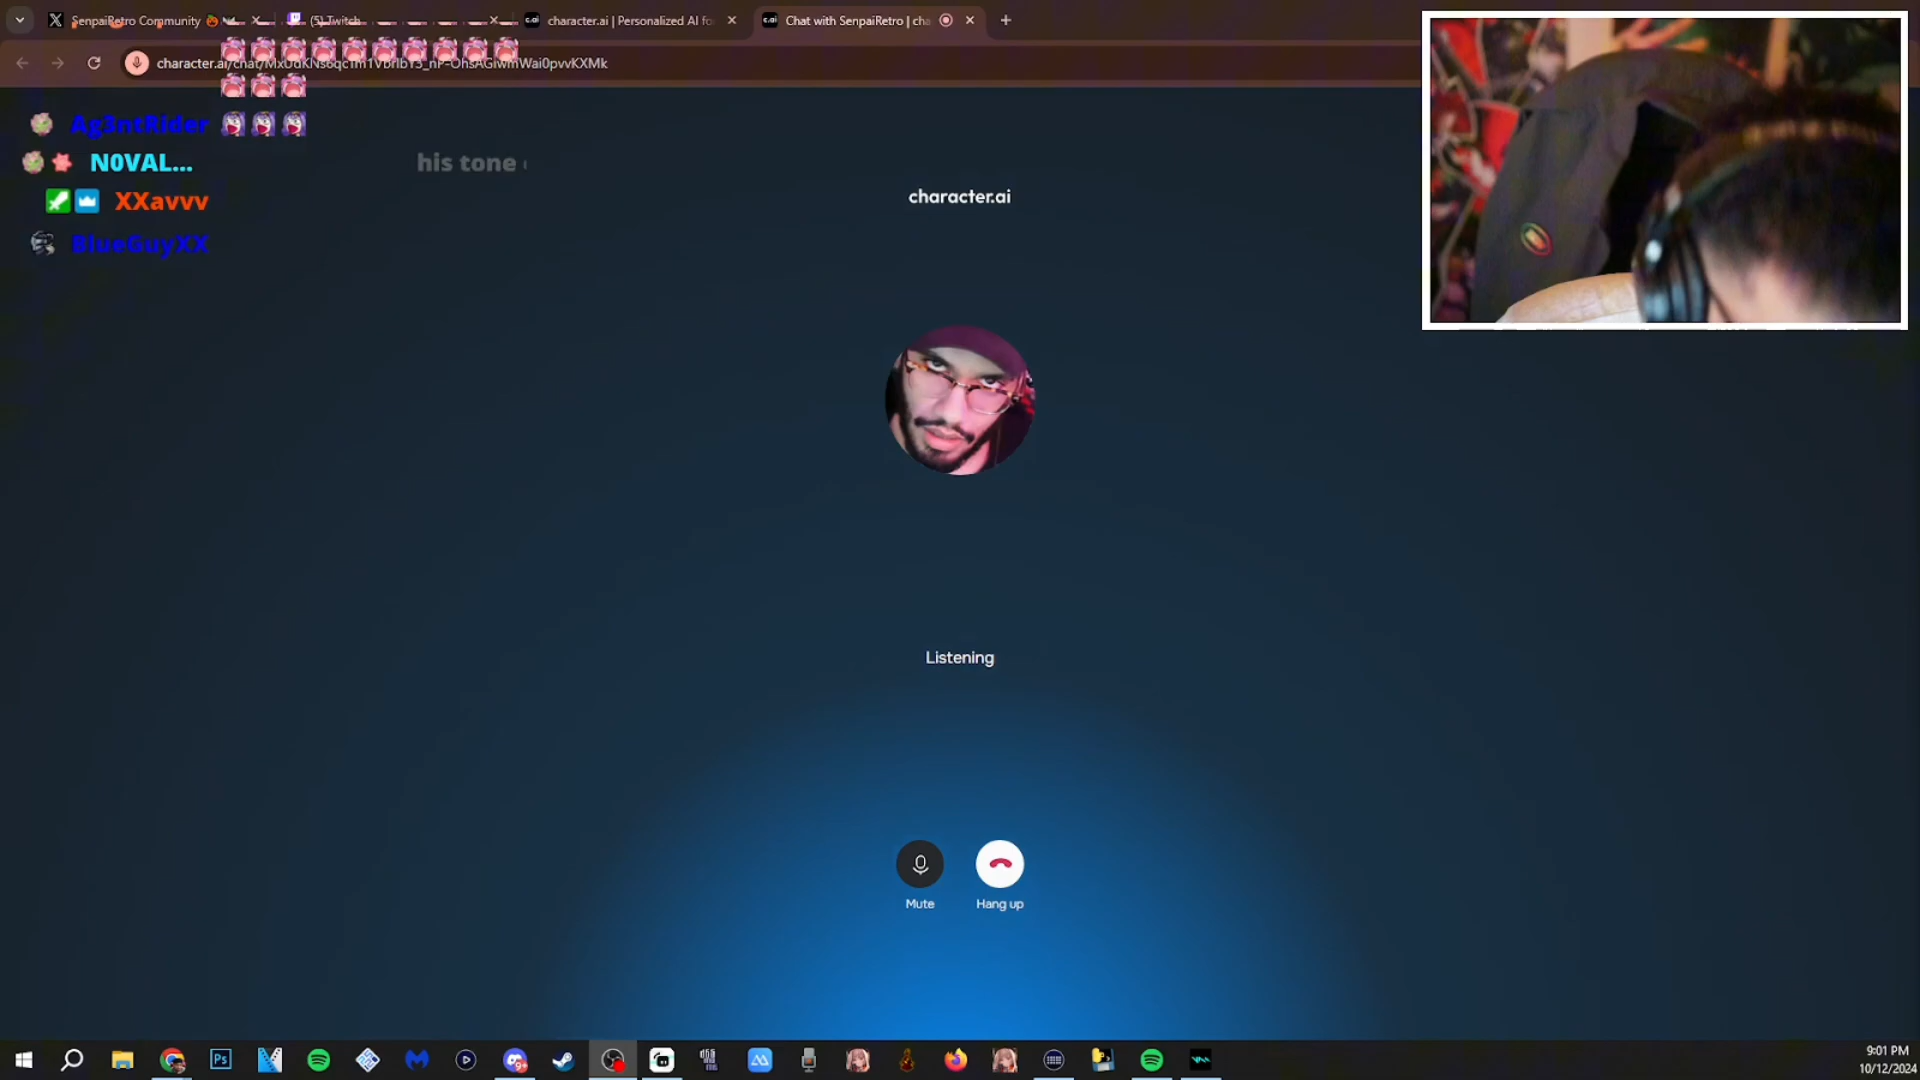 SenpaiRetro Community
(5) Twitch
character.ai | Personalized AI fo
Chat with SenpaiRetro | cha
Ag3ntRider
N0VAL...
his tone
XXavvv
BlueGuyXX
character.ai
Listening
Mute
Hang up
9:01 PM
10/12/2024